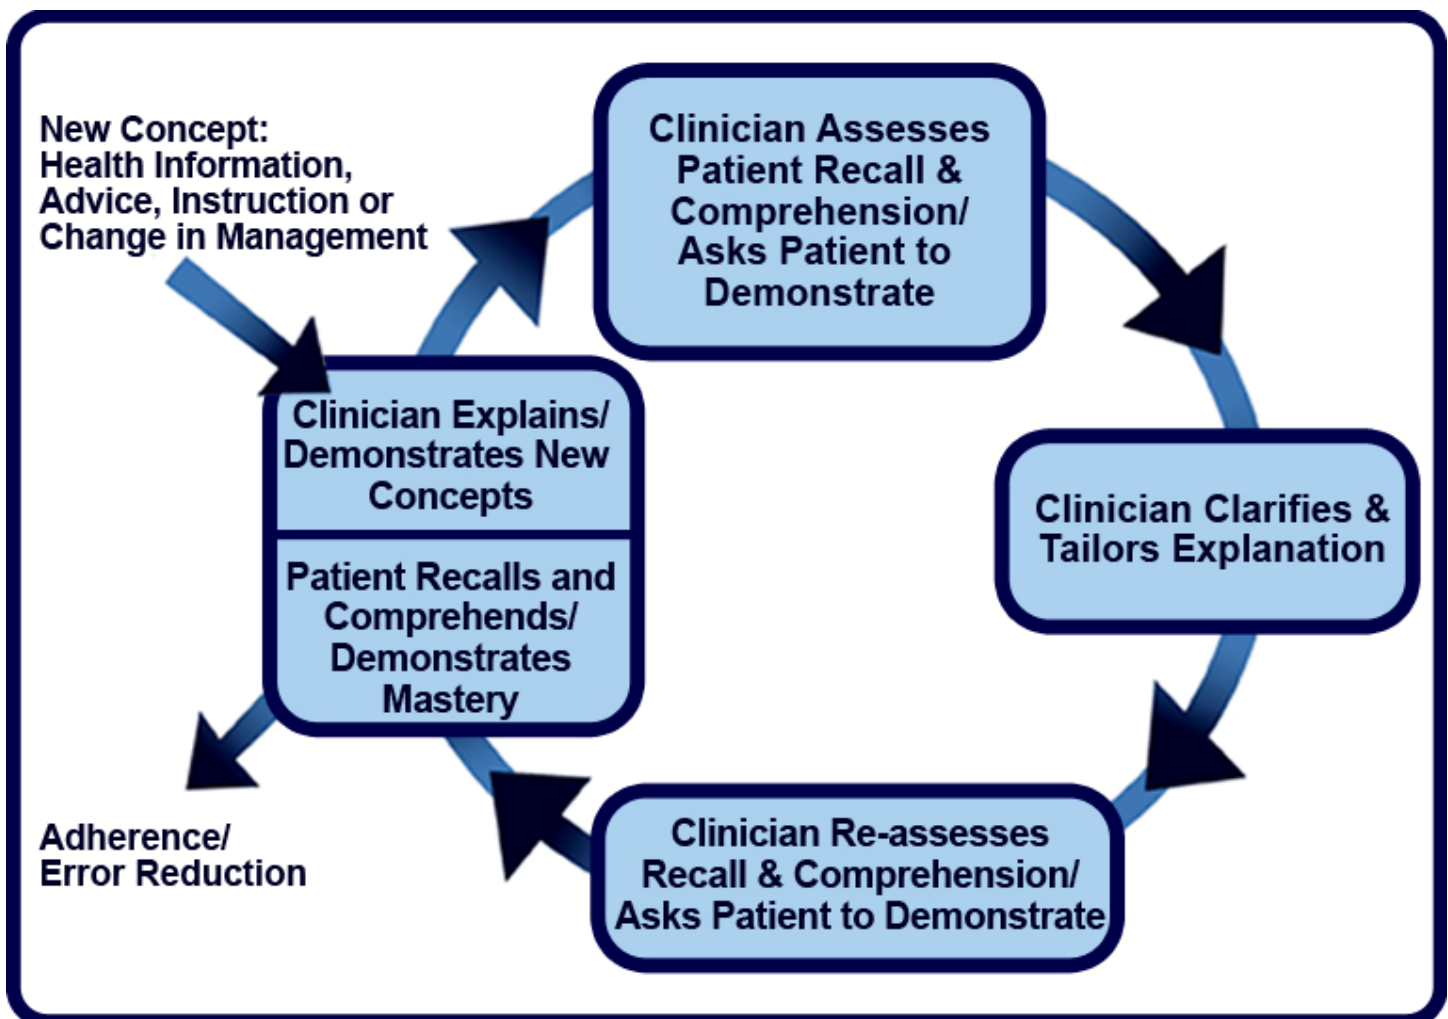 New Concept:
Health Information,
Advice, Instruction or
Change in Management
Clinician Assesses
Patient Recall &
Comprehension/
Asks Patient to
Demonstrate
Clinician Explains/
Demonstrates New
Concepts
Patient Recalls and
Comprehends/
Demonstrates
Mastery
Clinician Clarifies &
Tailors Explanation
Clinician Re-assesses
Recall & Comprehension/
Asks Patient to Demonstrate
Adherence/
Error Reduction